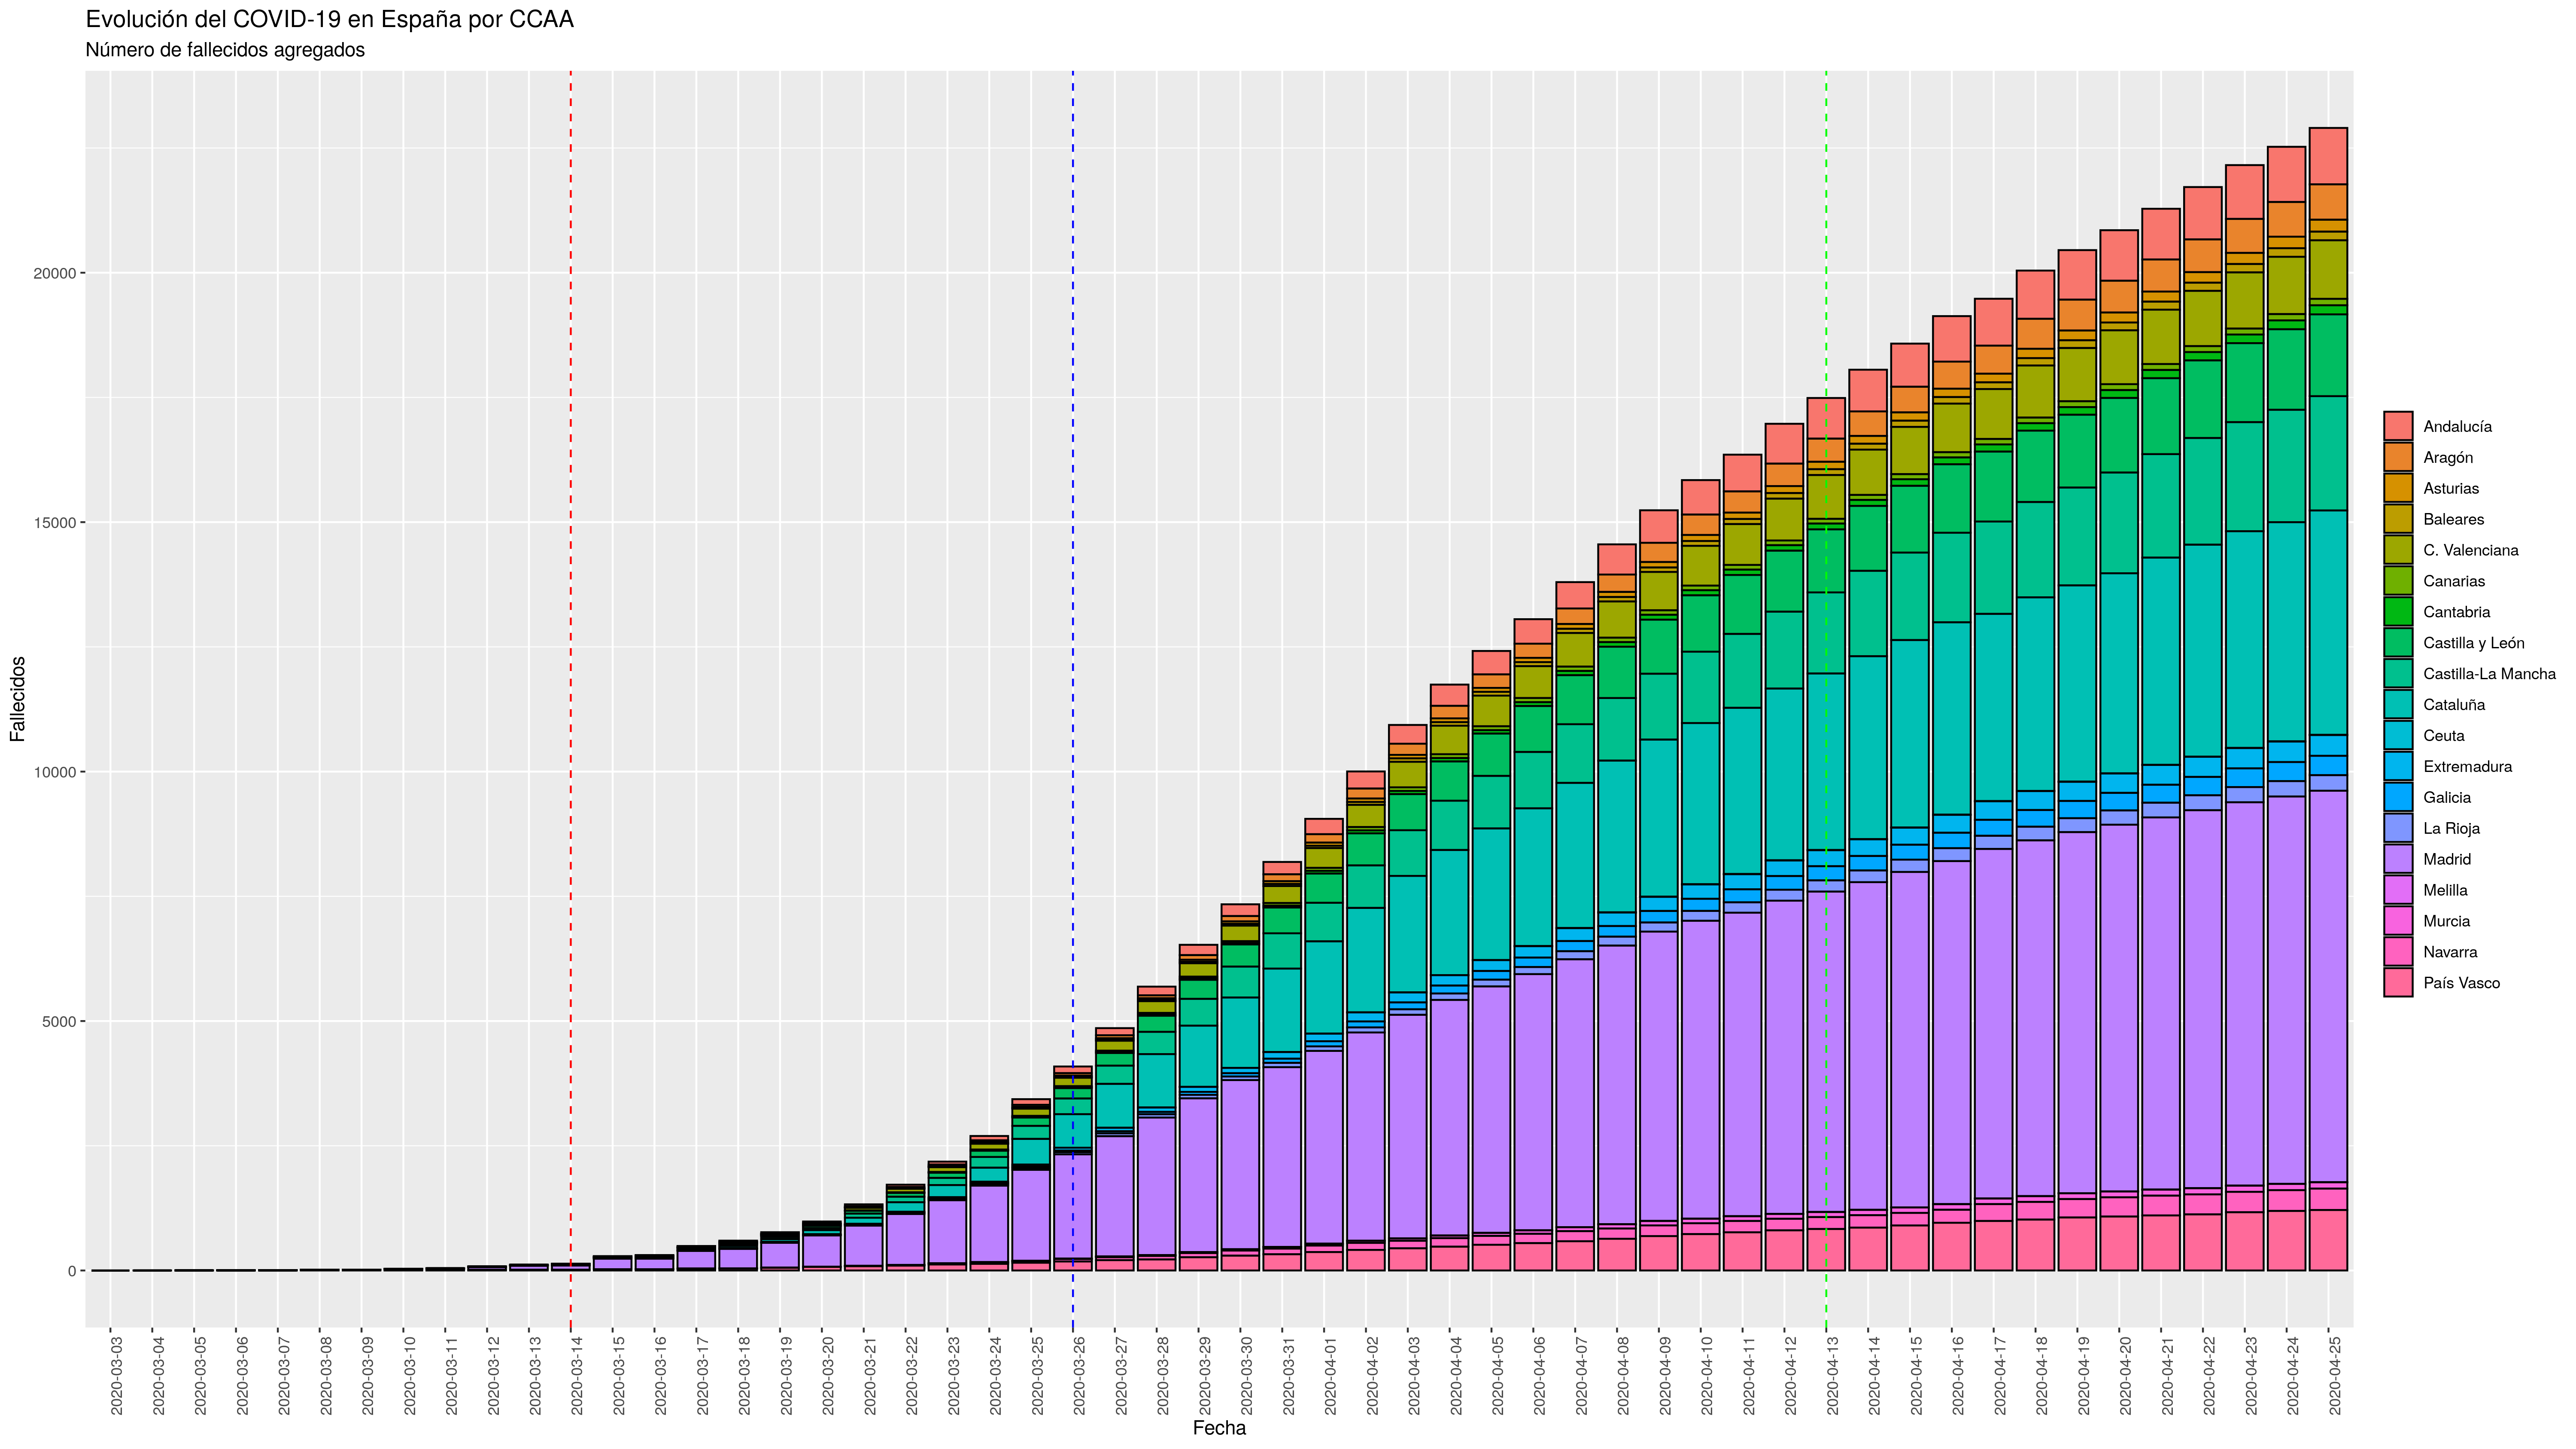 Evolución del COVID-19 en España por CCAA
Número de fallecidos agregados
Fallecidos
20000
15000
10000
5000
0
2020-03-03
2020-03-04
2020-03-05
2020-03-06
2020-03-07
2020-03-08
2020-03-09
2020-03-10
2020-03-11
2020-03-12
2020-03-13
2020-03-14
2020-03-15
2020-03-16
2020-03-17
2020-03-18
2020-03-19
2020-03-20
2020-03-21
2020-03-22
2020-03-23
2020-03-24
2020-03-25
2020-03-26
2020-03-27
2020-03-28
2020-03-29
2020-03-30
2020-03-31
2020-04-01
2020-04-02
2020-04-03
2020-04-04
2020-04-05
2020-04-06
2020-04-07
2020-04-08
2020-04-09
2020-04-10
2020-04-11
2020-04-12
2020-04-13
2020-04-14
2020-04-15
2020-04-16
2020-04-17
2020-04-18
2020-04-19
2020-04-20
2020-04-21
2020-04-22
2020-04-23
2020-04-24
2020-04-25
Fecha
Andalucía
Aragón
Asturias
Baleares
C. Valenciana
Canarias
Cantabria
Castilla y León
Castilla-La Mancha
Cataluña
Ceuta
Extremadura
Galicia
La Rioja
Madrid
Melilla
Murcia
Navarra
País Vasco